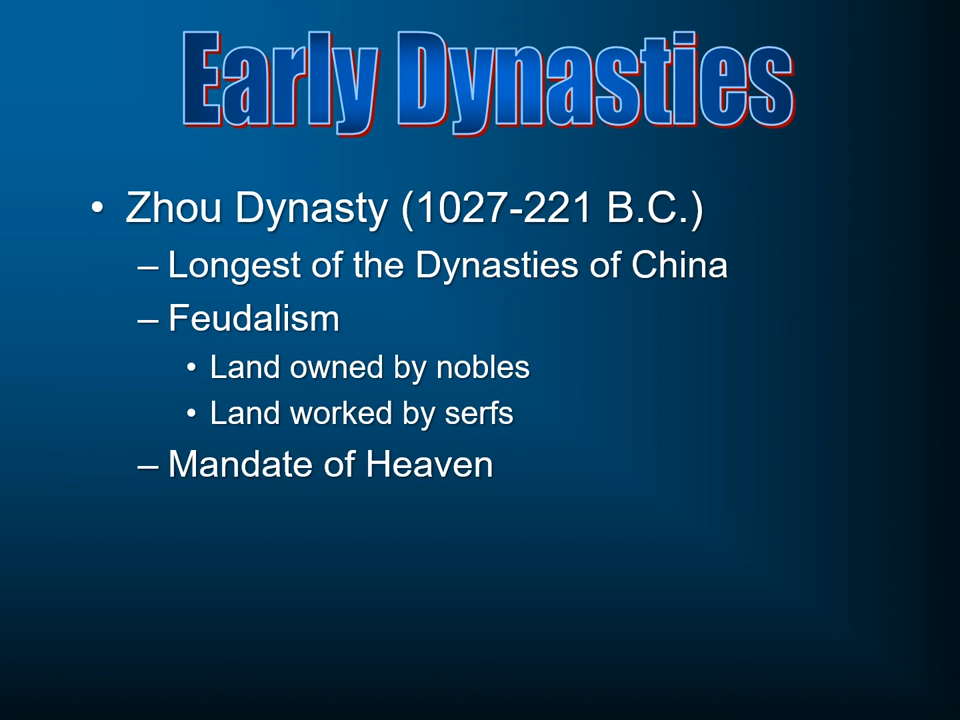 Early Dynasties
• Zhou Dynasty (1027-221 B.C.)
– Longest of the Dynasties of China
– Feudalism
• Land owned by nobles
• Land worked by serfs
– Mandate of Heaven